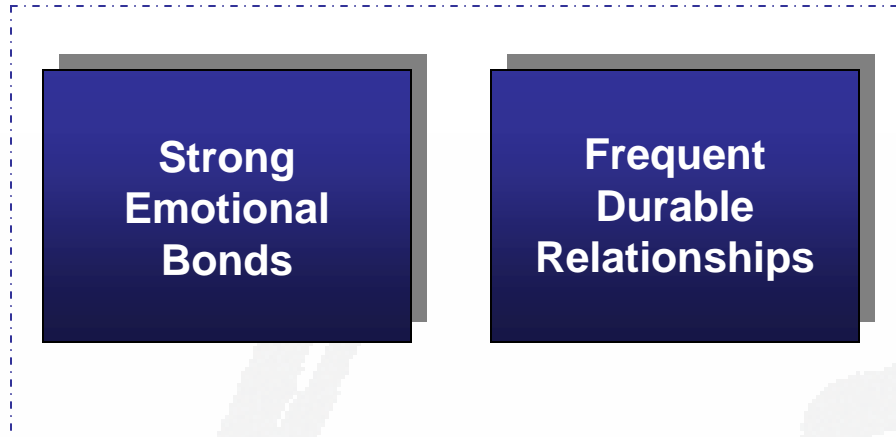 Strong
Emotional
Bonds
Frequent
Durable
Relationships